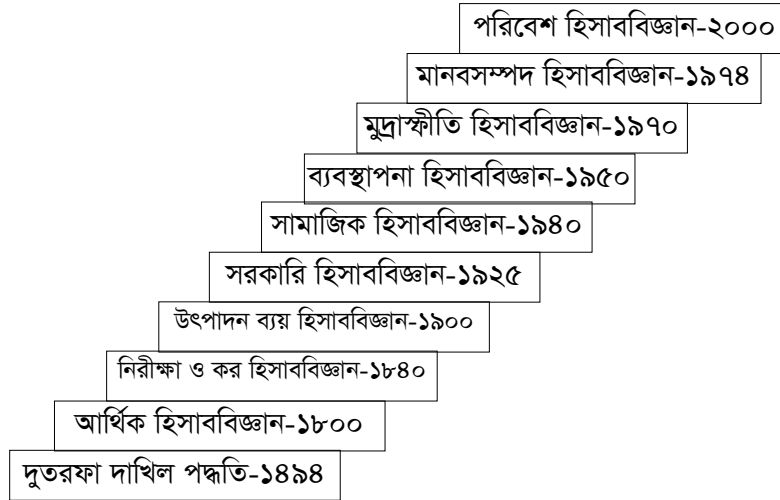 পরিবেশ হিসাববিজ্ঞান-২০০০
মানবসম্পদ হিসাববিজ্ঞান-১৯৭৪
মুদ্রাস্ফীতি হিসাববিজ্ঞান-১৯৭০
ব্যবস্থাপনা হিসাববিজ্ঞান-১৯৫০
সামাজিক হিসাববিজ্ঞান-১৯৪০
সরকারি হিসাববিজ্ঞান-১৯২৫
উৎপাদন ব্যয় হিসাববিজ্ঞান-১৯০০
নিরীক্ষা ও কর হিসাববিজ্ঞান-১৮৪০
আর্থিক হিসাববিজ্ঞান-১৮০০
দুতরফা দাখিল পদ্ধতি-১৪৯৪